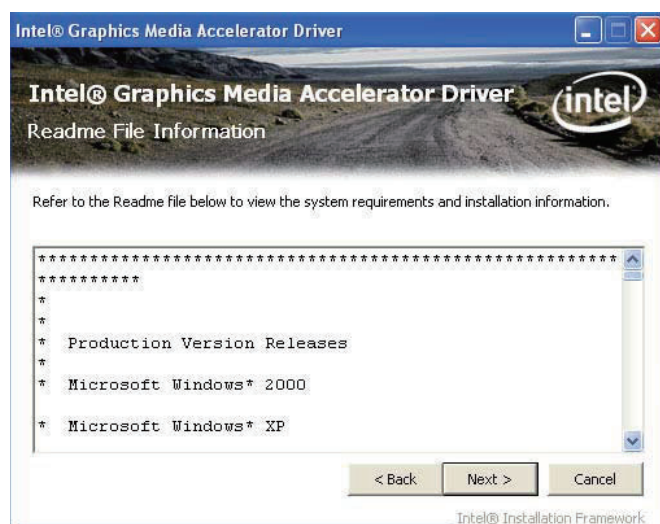 Intel® Graphics Media Accelerator Driver
Intel® Graphics Media Accelerator Driver
intel
Readme File Information
Refer to the Readme file below to view the system requirements and installation information.
********************************************************
**********
*
*
* Production Version Releases
*
* Microsoft Windows* 2000
* Microsoft Windows* XP
< Back
Next >
Cancel
Intel® Installation Framework